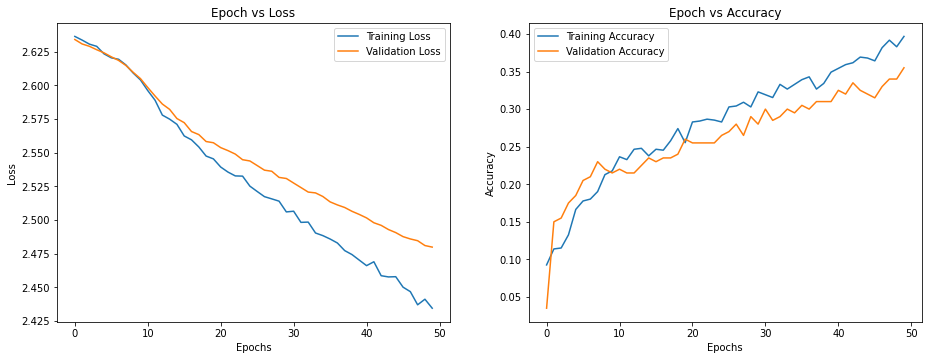 Epoch vs Loss
Training Loss
Validation Loss
Loss
2.625
2.600
2.575
2.550
2.525
2.500
2.475
2.450
2.425
0 10 20 30 40 50
Epochs
Epoch vs Accuracy
Training Accuracy
Validation Accuracy
Accuracy
0.40
0.35
0.30
0.25
0.20
0.15
0.10
0.05
0 10 20 30 40 50
Epochs